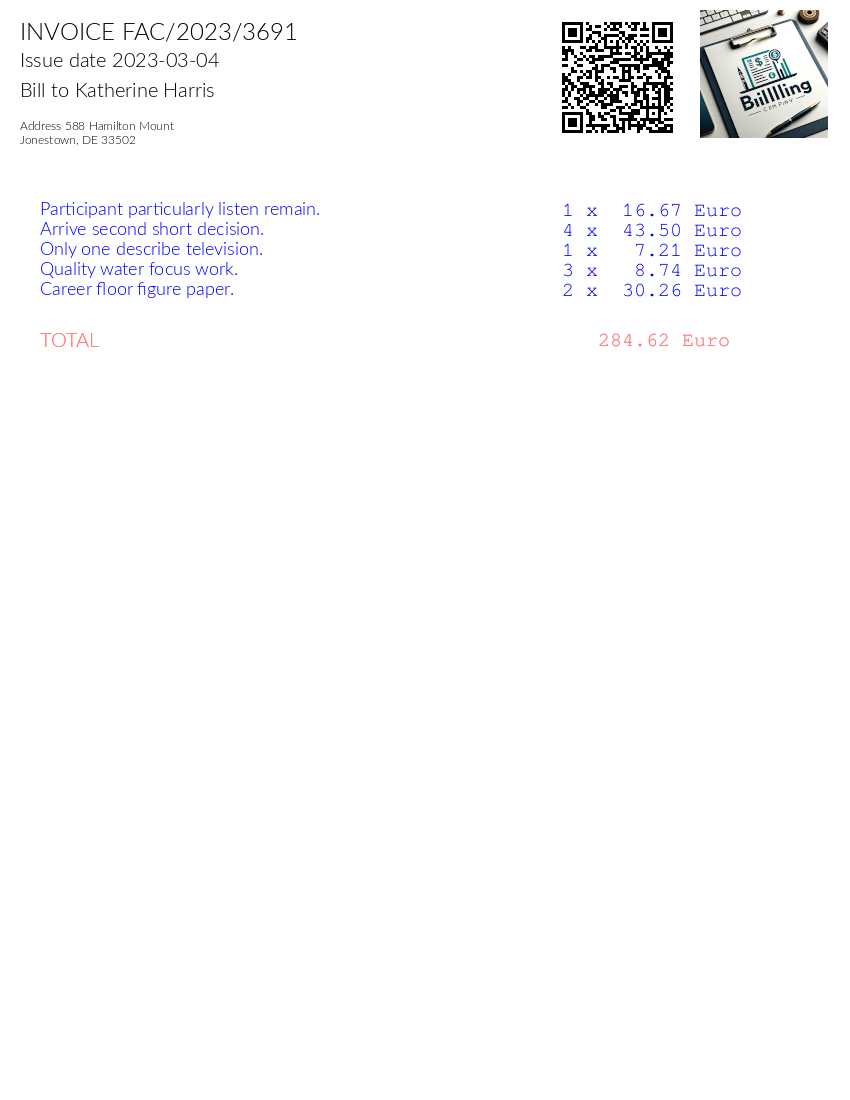 INVOICE FAC/2023/3691
Issue date 2023-03-04
Bill to Katherine Harris
Address 588 Hamilton Mount
Jonestown, DE 33502
Biillling
COMPANY
Participant particularly listen remain. 1 x 16.67 Euro
Arrive second short decision. 4 x 43.50 Euro
Only one describe television. 1 x 7.21 Euro
Quality water focus work. 3 x 8.74 Euro
Career floor figure paper. 2 x 30.26 Euro
TOTAL 284.62 Euro